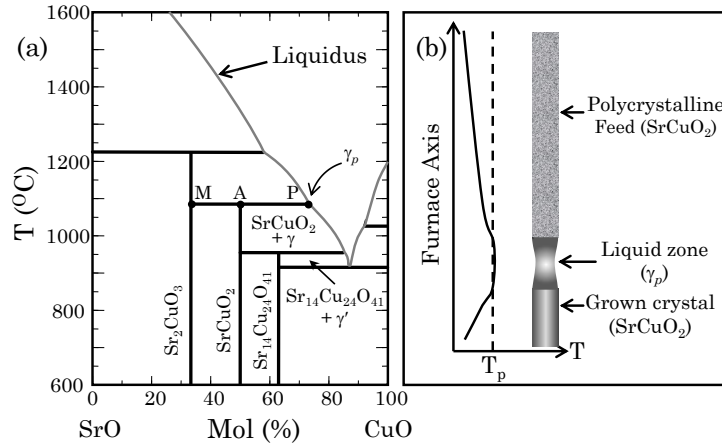 (a)
1600
1400
1200
1000
800
600
T (⁰C)
Liquidus
γₚ
M
A
P
SrCuO₂
+ γ
Sr₂CuO₃
SrCuO₂
Sr₁₄Cu₂₄O₄₁
Sr₁₄Cu₂₄O₄₁
+ γ'
0
20
40
60
80
100
SrO
Mol (%)
CuO
(b)
Furnace Axis
Polycrystalline
Feed (SrCuO₂)
Liquid zone
(γₚ)
Grown crystal
(SrCuO₂)
Tₚ
T